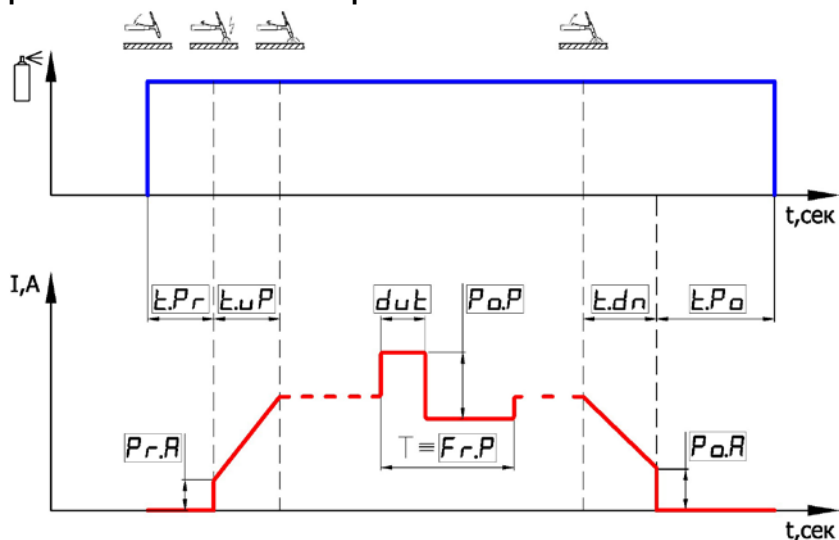 t,сек
I,A
t.Pr
t.uP
dut
Po.P
t.dn
t.Po
Pr.A
T = Fr.P
Po.A
t,сек